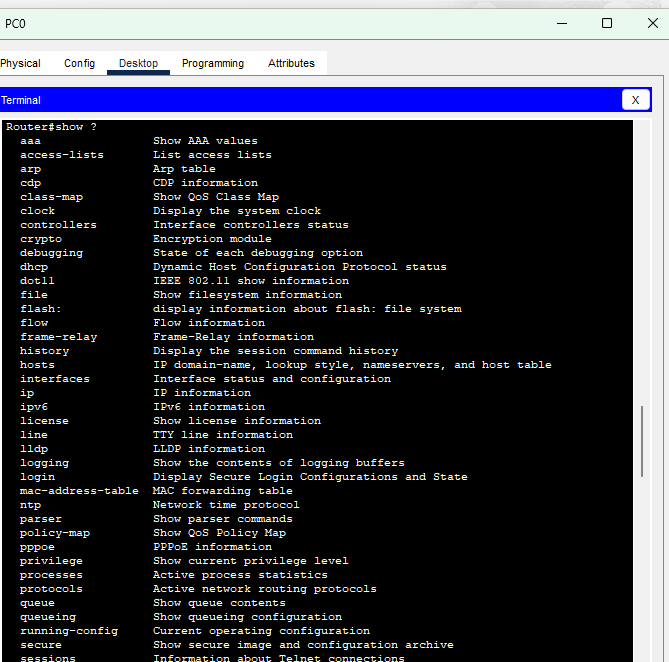 PC0
Physical Config Desktop Programming Attributes
Terminal X
Router#show ?
aaa Show AAA values
access-lists List access lists
arp Arp table
cdp CDP information
class-map Show QoS Class Map
clock Display the system clock
controllers Interface controllers status
crypto Encryption module
debugging State of each debugging option
dhcp Dynamic Host Configuration Protocol status
dot11 IEEE 802.11 show information
file Show filesystem information
flash: display information about flash: file system
flow Flow information
frame-relay Frame-Relay information
history Display the session command history
hosts IP domain-name, lookup style, nameservers, and host table
interfaces Interface status and configuration
ip IP information
ipv6 IPv6 information
license Show license information
line TTY line information
lldp LLDP information
logging Show the contents of logging buffers
login Display Secure Login Configurations and State
mac-address-table MAC forwarding table
ntp Network time protocol
parser Show parser commands
policy-map Show QoS Policy Map
pppoe PPPoE information
privilege Show current privilege level
processes Active process statistics
protocols Active network routing protocols
queue Show queue contents
queueing Show queueing configuration
running-config Current operating configuration
secure Show secure image and configuration archive
sessions Information about Telnet connections